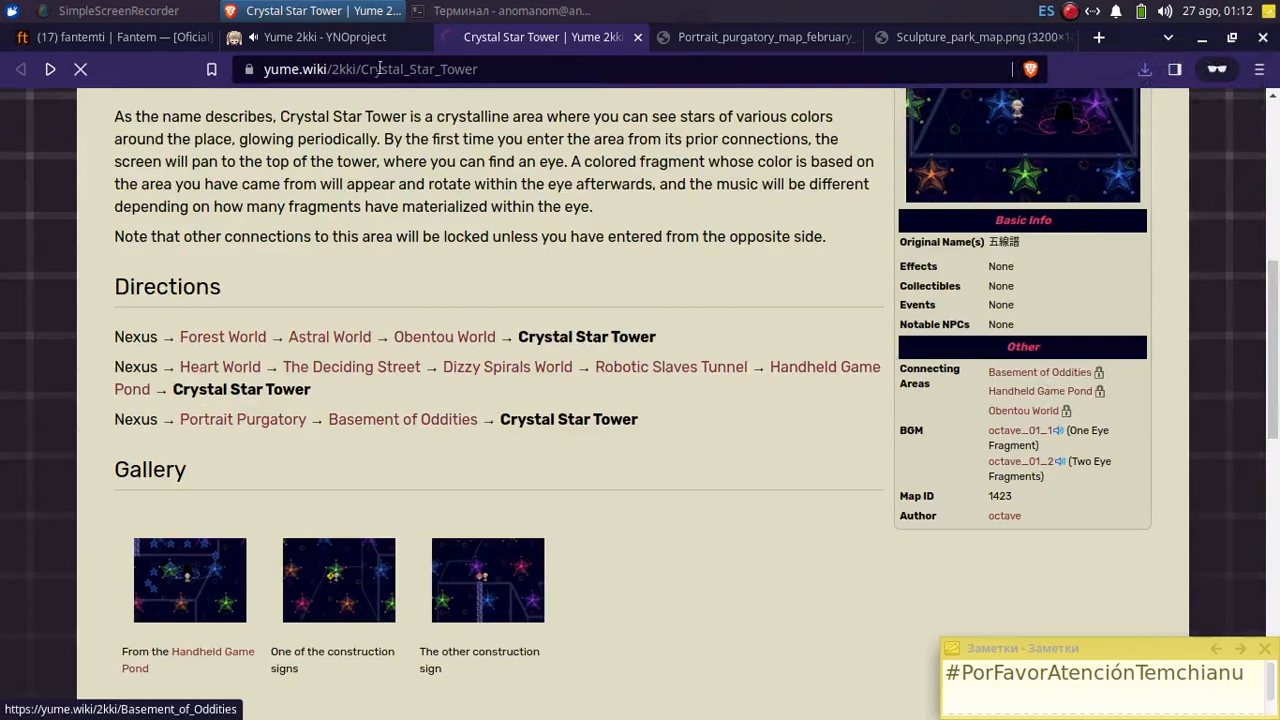 SimpleScreenRecorder
Crystal Star Tower | Yume 2...
Терминал - anomanom@an...
ES
27 ago, 01:12
(17) fantemti | Fantem — [Oficial]
Yume 2kki - YNOproject
Crystal Star Tower | Yume 2kki
Portrait_purgatory_map_february_
Sculpture_park_map.png (3200×1
yume.wiki/2kki/Crystal_Star_Tower
As the name describes, Crystal Star Tower is a crystalline area where you can see stars of various colors
around the place, glowing periodically. By the first time you enter the area from its prior connections, the
screen will pan to the top of the tower, where you can find an eye. A colored fragment whose color is based on
the area you have came from will appear and rotate within the eye afterwards, and the music will be different
depending on how many fragments have materialized within the eye.
Note that other connections to this area will be locked unless you have entered from the opposite side.
Directions
Nexus → Forest World → Astral World → Obentou World → Crystal Star Tower
Nexus → Heart World → The Deciding Street → Dizzy Spirals World → Robotic Slaves Tunnel → Handheld Game
Pond → Crystal Star Tower
Nexus → Portrait Purgatory → Basement of Oddities → Crystal Star Tower
Gallery
From the Handheld Game
Pond
One of the construction
signs
The other construction
sign
Basic Info
Original Name(s) 五線譜
Effects None
Collectibles None
Events None
Notable NPCs None
Other
Connecting
Areas
Basement of Oddities
Handheld Game Pond
Obentou World
BGM
octave_01_1 (One Eye
Fragment)
octave_01_2 (Two Eye
Fragments)
Map ID 1423
Author octave
Заметки - Заметки
#PorFavorAtenciónTemchianu
https://yume.wiki/2kki/Basement_of_Oddities